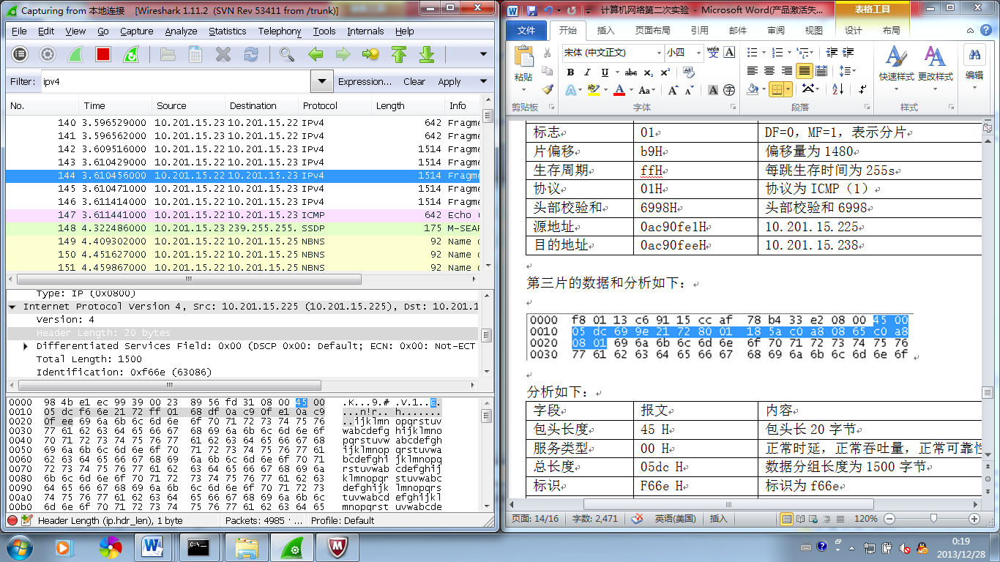 Capturing from 本地连接 [Wireshark 1.11.2 (SVN Rev 53411 from /trunk)]
File Edit View Go Capture Analyze Statistics Telephony Tools Internals Help
Filter: ipv4 Expression... Clear Apply
No. Time Source Destination Protocol Length Info
140 3.596529000 10.201.15.23 10.201.15.22 IPv4 642 Fragme
141 3.596562000 10.201.15.22 10.201.15.23 IPv4 642 Fragme
142 3.609516000 10.201.15.23 10.201.15.22 IPv4 1514 Fragme
143 3.610429000 10.201.15.23 10.201.15.22 IPv4 1514 Fragme
144 3.610456000 10.201.15.22 10.201.15.23 IPv4 1514 Fragme
145 3.610471000 10.201.15.22 10.201.15.23 IPv4 1514 Fragme
146 3.611414000 10.201.15.23 10.201.15.22 IPv4 1514 Fragme
147 3.611441000 10.201.15.22 10.201.15.23 ICMP 642 Echo (
148 4.322486000 10.201.15.23 239.255.255. SSDP 175 M-SEAR
149 4.409302000 10.201.15.22 10.201.15.25 NBNS 92 Name q
150 4.451627000 10.201.15.22 10.201.15.25 NBNS 92 Name q
151 4.459867000 10.201.15.22 10.201.15.25 NBNS 92 Name q
Type: IP (0x0800)
Internet Protocol Version 4, Src: 10.201.15.225 (10.201.15.225), Dst: 10.201.1
Version: 4
Header Length: 20 bytes
Differentiated Services Field: 0x00 (DSCP 0x00: Default; ECN: 0x00: Not-ECT
Total Length: 1500
Identification: 0xf66e (63086)
0000 98 4b e1 ec 99 39 00 23 89 56 fd 31 08 00 45 00 .K...9.# .V.1..E.
0010 05 dc f6 6e 21 72 ff 01 68 df 0a c9 0f e1 0a c9 ...n!r.. h.......
0020 0f ee 69 6a 6b 6c 6d 6e 6f 70 71 72 73 74 75 76 ..ijklmn opqrstuv
0030 77 61 62 63 64 65 66 67 68 69 6a 6b 6c 6d 6e 6f wabcdefg hijklmno
0040 70 71 72 73 74 75 76 77 61 62 63 64 65 66 67 68 pqrstuvw abcdefgh
0050 69 6a 6b 6c 6d 6e 6f 70 71 72 73 74 75 76 77 61 ijklmnop qrstuvwa
0060 62 63 64 65 66 67 68 69 6a 6b 6c 6d 6e 6f 70 71 bcdefghi jklmnopq
0070 72 73 74 75 76 77 61 62 63 64 65 66 67 68 69 6a rstuvwab cdefghij
0080 6b 6c 6d 6e 6f 70 71 72 73 74 75 76 77 61 62 63 klmnopqr stuvwabc
0090 64 65 66 67 68 69 6a 6b 6c 6d 6e 6f 70 71 72 73 defghijk lmnopqrs
00a0 74 75 76 77 61 62 63 64 65 66 67 68 69 6a 6b 6c tuvwabcd efghijkl
00b0 6d 6e 6f 70 71 72 73 74 75 76 77 61 62 63 64 65 mnopqrst uvwabcde
Header Length (ip.hdr_len), 1 byte Packets: 4985 · ... Profile: Default
计算机网络第二次实验 - Microsoft Word(产品激活失... 表格工具
文件 开始 插入 页面布局 引用 邮件 审阅 视图 设计 布局
宋体 (中文正文) 小四 wén 文 A
粘贴 B I U abc x₂ x² 快速样式 更改样式 编辑
剪贴板 字体 段落 样式
标志 01 DF=0，MF=1，表示分片
片偏移 b9H 偏移量为1480
生存周期 ffH 每跳生存时间为255s
协议 01H 协议为ICMP（1）
头部校验和 6998H 头部校验和6998
源地址 0ac90fe1H 10.201.15.225
目的地址 0ac90feeH 10.201.15.238
第三片的数据和分析如下：
0000 f8 01 13 c6 91 15 cc af 78 b4 33 e2 08 00 45 00
0010 05 dc 69 9e 21 72 80 01 18 5a c0 a8 08 65 c0 a8
0020 08 01 69 6a 6b 6c 6d 6e 6f 70 71 72 73 74 75 76
0030 77 61 62 63 64 65 66 67 68 69 6a 6b 6c 6d 6e 6f
分析如下：
字段 报文 内容
包头长度 45 H 包头长20字节
服务类型 00 H 正常时延，正常吞吐量，正常可靠性
总长度 05dc H 数据分组长度为1500字节
标识 F66e H 标识为f66e
页面: 14/16 字数: 2,471 英语(美国) 插入 120%
0:19
2013/12/28